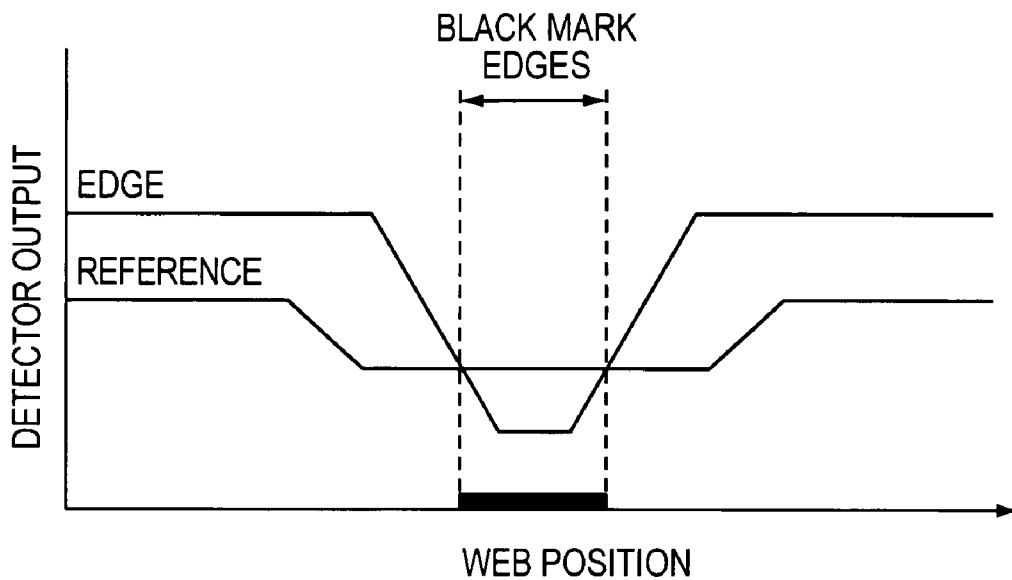 BLACK MARK
EDGES
EDGE
REFERENCE
DETECTOR OUTPUT
WEB POSITION